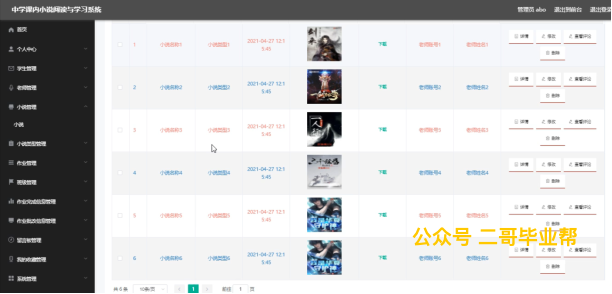 中学课内小说阅读与学习系统 管理员 abo 退出到前台 退出登录
首页
个人中心
学生管理
老师管理
小说管理
小说
小说类型管理
作业管理
班级管理
作业完成信息管理
作业批改信息管理
留言板管理
我的收藏管理
系统管理
1 小说名称1 小说类型1 2021-04-27 12:15:45 下载 老师账号1 老师姓名1 详情 修改 查看评论 删除
2 小说名称2 小说类型2 2021-04-27 12:15:45 下载 老师账号2 老师姓名2 详情 修改 查看评论 删除
3 小说名称3 小说类型3 2021-04-27 12:15:45 下载 老师账号3 老师姓名3 详情 修改 查看评论 删除
4 小说名称4 小说类型4 2021-04-27 12:15:45 下载 老师账号4 老师姓名4 详情 修改 查看评论 删除
5 小说名称5 小说类型5 2021-04-27 12:15:45 下载 老师账号5 老师姓名5 详情 修改 查看评论 删除
公众号 二哥毕业帮
6 小说名称6 小说类型6 2021-04-27 12:15:45 下载 老师账号6 老师姓名6 详情 修改 查看评论 删除
共 6 条 10条/页 1 前往 1 页